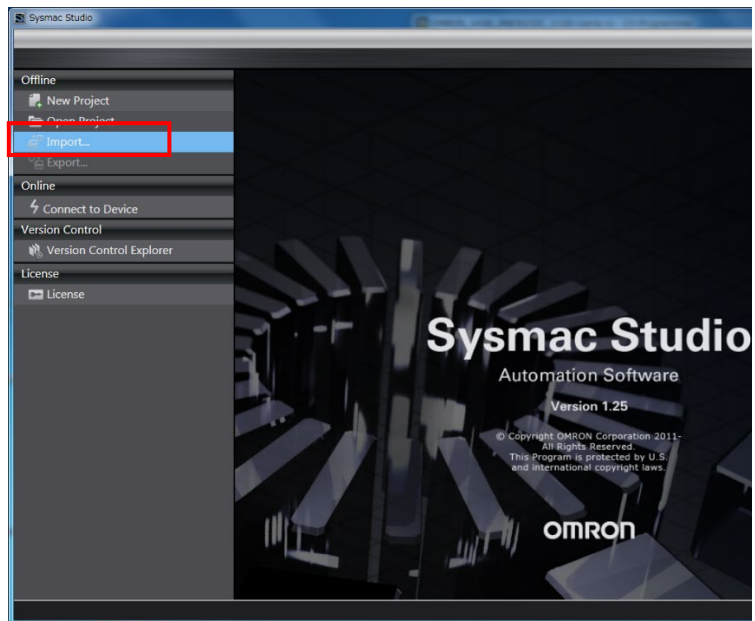 Sysmac Studio
Offline
New Project
Open Project
Import...
Export...
Online
Connect to Device
Version Control
Version Control Explorer
License
License
Sysmac Studio
Automation Software
Version 1.25
© Copyright OMRON Corporation 2011-
All Rights Reserved.
This Program is protected by U.S.
and international copyright laws.
OMRON